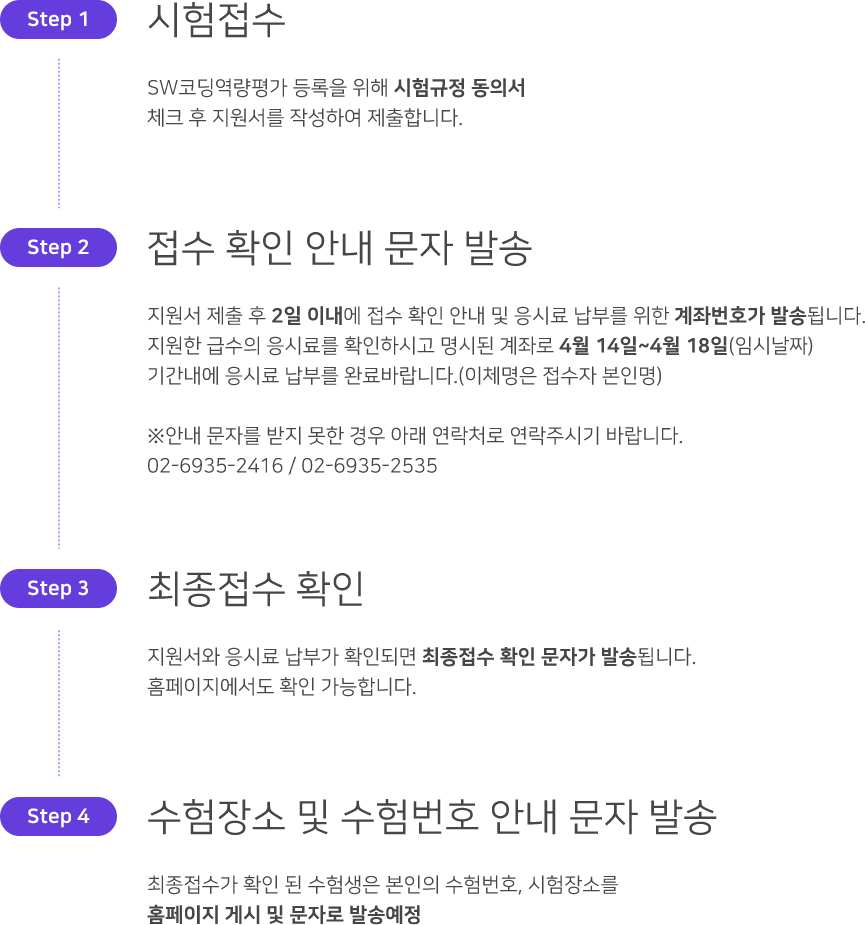 Step 1
시험접수
SW코딩역량평가 등록을 위해 시험규정 동의서
체크 후 지원서를 작성하여 제출합니다.
Step 2
접수 확인 안내 문자 발송
지원서 제출 후 2일 이내에 접수 확인 안내 및 응시료 납부를 위한 계좌번호가 발송됩니다.
지원한 급수의 응시료를 확인하시고 명시된 계좌로 4월 14일~4월 18일(임시날짜)
기간내에 응시료 납부를 완료바랍니다.(이체명은 접수자 본인명)
※안내 문자를 받지 못한 경우 아래 연락처로 연락주시기 바랍니다.
02-6935-2416 / 02-6935-2535
Step 3
최종접수 확인
지원서와 응시료 납부가 확인되면 최종접수 확인 문자가 발송됩니다.
홈페이지에서도 확인 가능합니다.
Step 4
수험장소 및 수험번호 안내 문자 발송
최종접수가 확인 된 수험생은 본인의 수험번호, 시험장소를
홈페이지 게시 및 문자로 발송예정